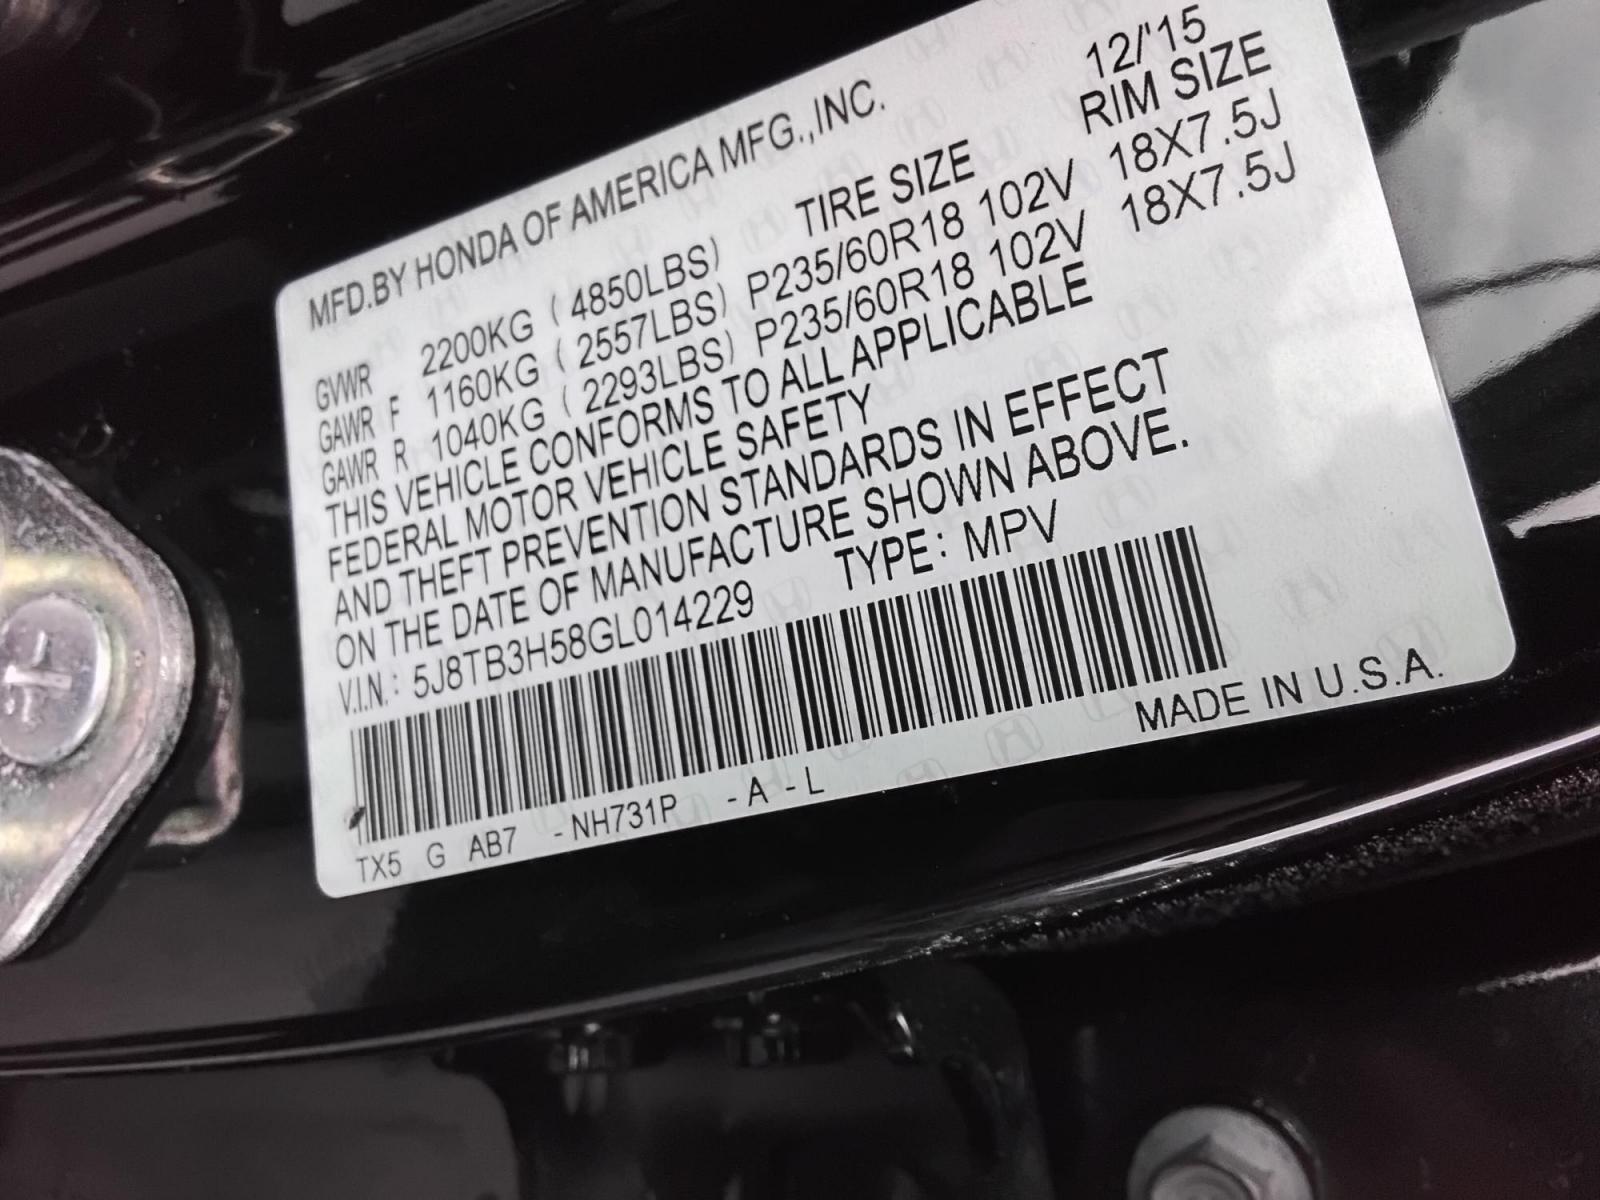 MFD.BY HONDA OF AMERICA MFG.,INC. 12/'15
GVWR 2200KG ( 4850LBS) TIRE SIZE RIM SIZE
GAWR F 1160KG ( 2557LBS) P235/60R18 102V 18X7.5J
GAWR R 1040KG ( 2293LBS) P235/60R18 102V 18X7.5J
THIS VEHICLE CONFORMS TO ALL APPLICABLE
FEDERAL MOTOR VEHICLE SAFETY
AND THEFT PREVENTION STANDARDS IN EFFECT
ON THE DATE OF MANUFACTURE SHOWN ABOVE.
V.I.N.: 5J8TB3H58GL014229 TYPE: MPV
TX5 G AB7 -NH731P -A -L MADE IN U.S.A.